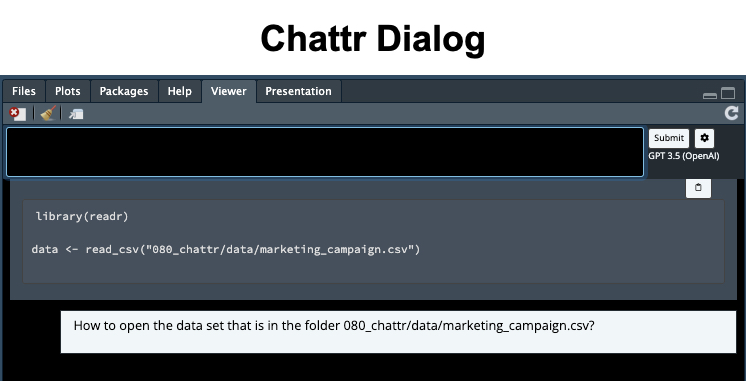 Chattr Dialog
Files Plots Packages Help Viewer Presentation
Submit
GPT 3.5 (OpenAI)
library(readr)
data <- read_csv("080_chattr/data/marketing_campaign.csv")
How to open the data set that is in the folder 080_chattr/data/marketing_campaign.csv?